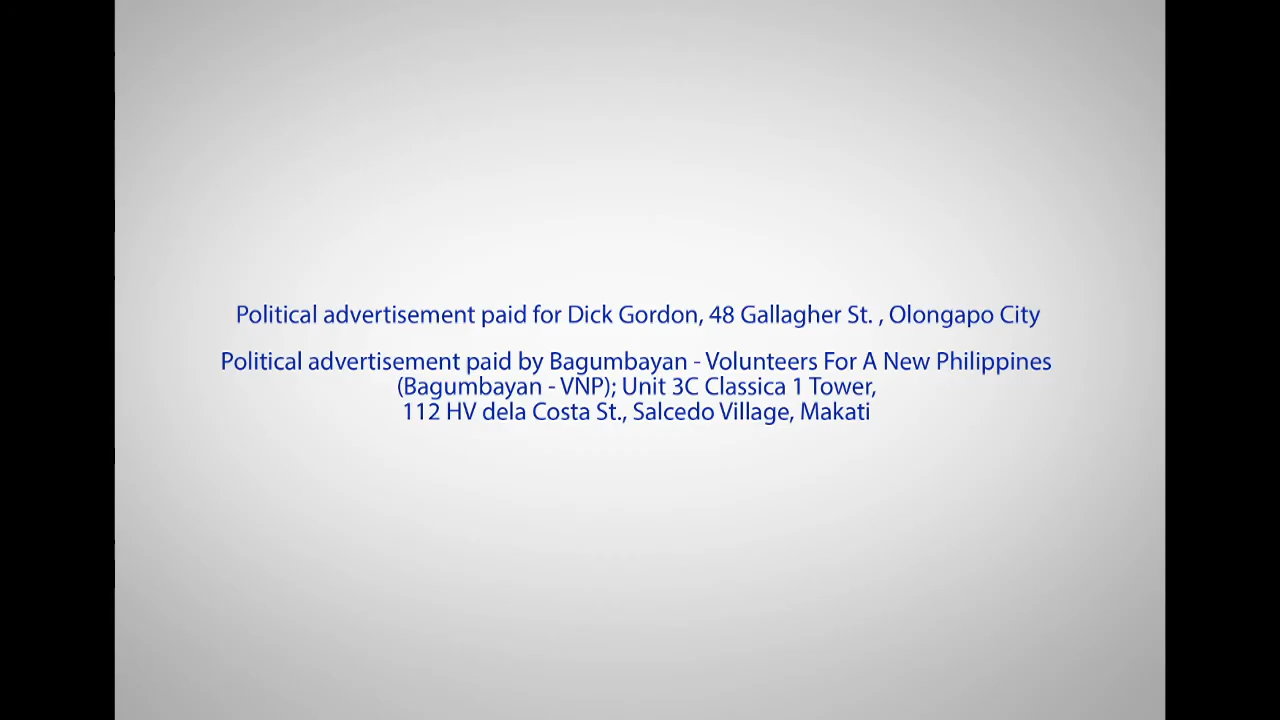 Political advertisement paid for Dick Gordon, 48 Gallagher St. , Olongapo City
Political advertisement paid by Bagumbayan - Volunteers For A New Philippines
(Bagumbayan - VNP); Unit 3C Classica 1 Tower,
112 HV dela Costa St., Salcedo Village, Makati